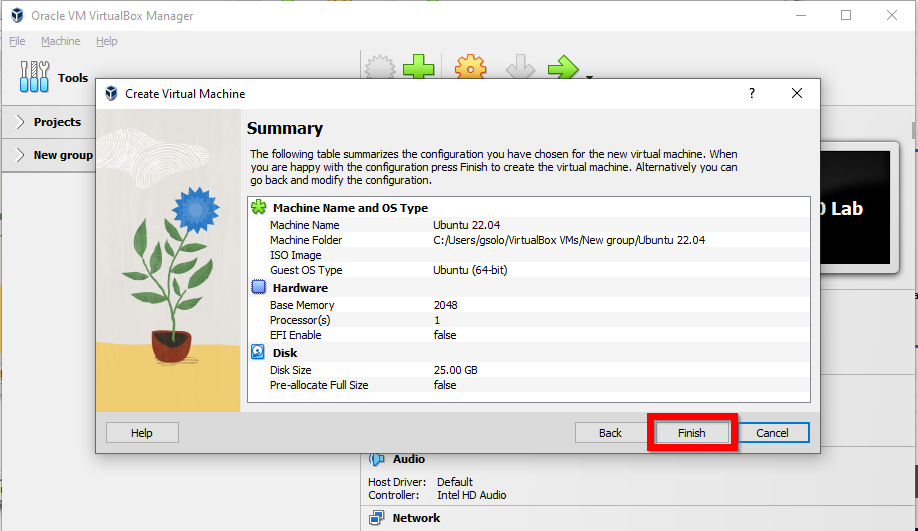 Oracle VM VirtualBox Manager
File Machine Help
Tools
Projects
New group
Create Virtual Machine
?
Summary
The following table summarizes the configuration you have chosen for the new virtual machine. When
you are happy with the configuration press Finish to create the virtual machine. Alternatively you can
go back and modify the configuration.
Machine Name and OS Type
Machine Name Ubuntu 22.04
Machine Folder C:/Users/gsolo/VirtualBox VMs/New group/Ubuntu 22.04
ISO Image
Guest OS Type Ubuntu (64-bit)
Hardware
Base Memory 2048
Processor(s) 1
EFI Enable false
Disk
Disk Size 25.00 GB
Pre-allocate Full Size false
Help Back Finish Cancel
0 Lab
Audio
Host Driver: Default
Controller: Intel HD Audio
Network